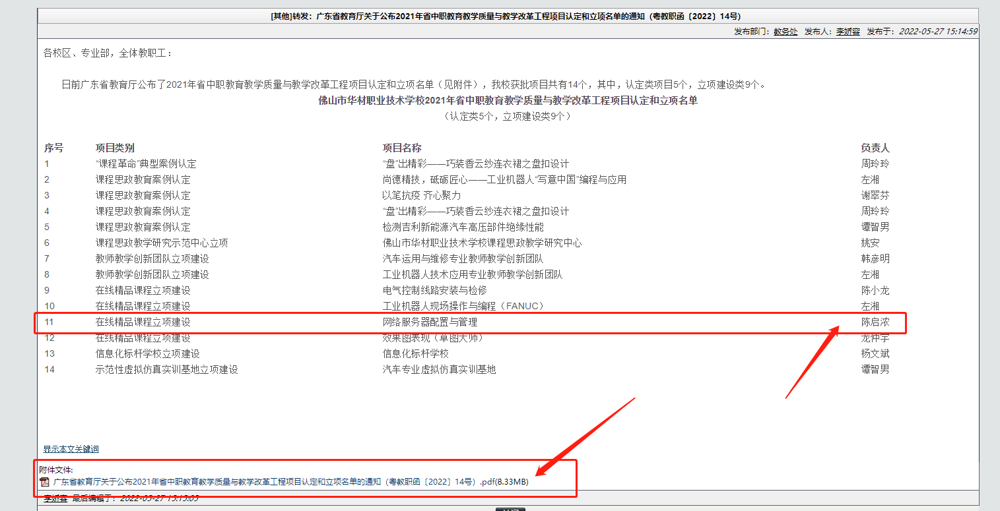 [其他]转发：广东省教育厅关于公布2021年省中职教育教学质量与教学改革工程项目认定和立项名单的通知（粤教职函〔2022〕14号）
发布部门：教务处 发布人：李娇容 发布于：2022-05-27 15:14:59
各校区、专业部，全体教职工：
日前广东省教育厅公布了2021年省中职教育教学质量与教学改革工程项目认定和立项名单（见附件），我校获批项目共有14个，其中，认定类项目5个，立项建设类9个。
佛山市华材职业技术学校2021年省中职教育教学质量与教学改革工程项目认定和立项名单
（认定类5个，立项建设类9个）
序号 项目类别 项目名称 负责人
1 “课程革命”典型案例认定 “盘”出精彩——巧装香云纱连衣裙之盘扣设计 周玲玲
2 课程思政教育案例认定 尚德精技，砥砺匠心——工业机器人“写意中国”编程与应用 左湘
3 课程思政教育案例认定 以笔抗疫 齐心聚力 谢翠芬
4 课程思政教育案例认定 “盘”出精彩——巧装香云纱连衣裙之盘扣设计 周玲玲
5 课程思政教育案例认定 检测吉利新能源汽车高压部件绝缘性能 谭智男
6 课程思政教学研究示范中心立项 佛山市华材职业技术学校课程思政教学研究中心 姚安
7 教师教学创新团队立项建设 汽车运用与维修专业教师教学创新团队 韩彦明
8 教师教学创新团队立项建设 工业机器人技术应用专业教师教学创新团队 左湘
9 在线精品课程立项建设 电气控制线路安装与检修 陈小龙
10 在线精品课程立项建设 工业机器人现场操作与编程（FANUC） 左湘
11 在线精品课程立项建设 网络服务器配置与管理 陈启浓
12 在线精品课程立项建设 效果图表现（草图大师） 龙仲宇
13 信息化标杆学校立项建设 信息化标杆学校 杨文斌
14 示范性虚拟仿真实训基地立项建设 汽车专业虚拟仿真实训基地 谭智男
显示本文关键词
附件文件:
广东省教育厅关于公布2021年省中职教育教学质量与教学改革工程项目认定和立项名单的通知（粤教职函〔2022〕14号）.pdf(8.33MB)
李娇容 最后编辑于：2022-05-27 15:15:05